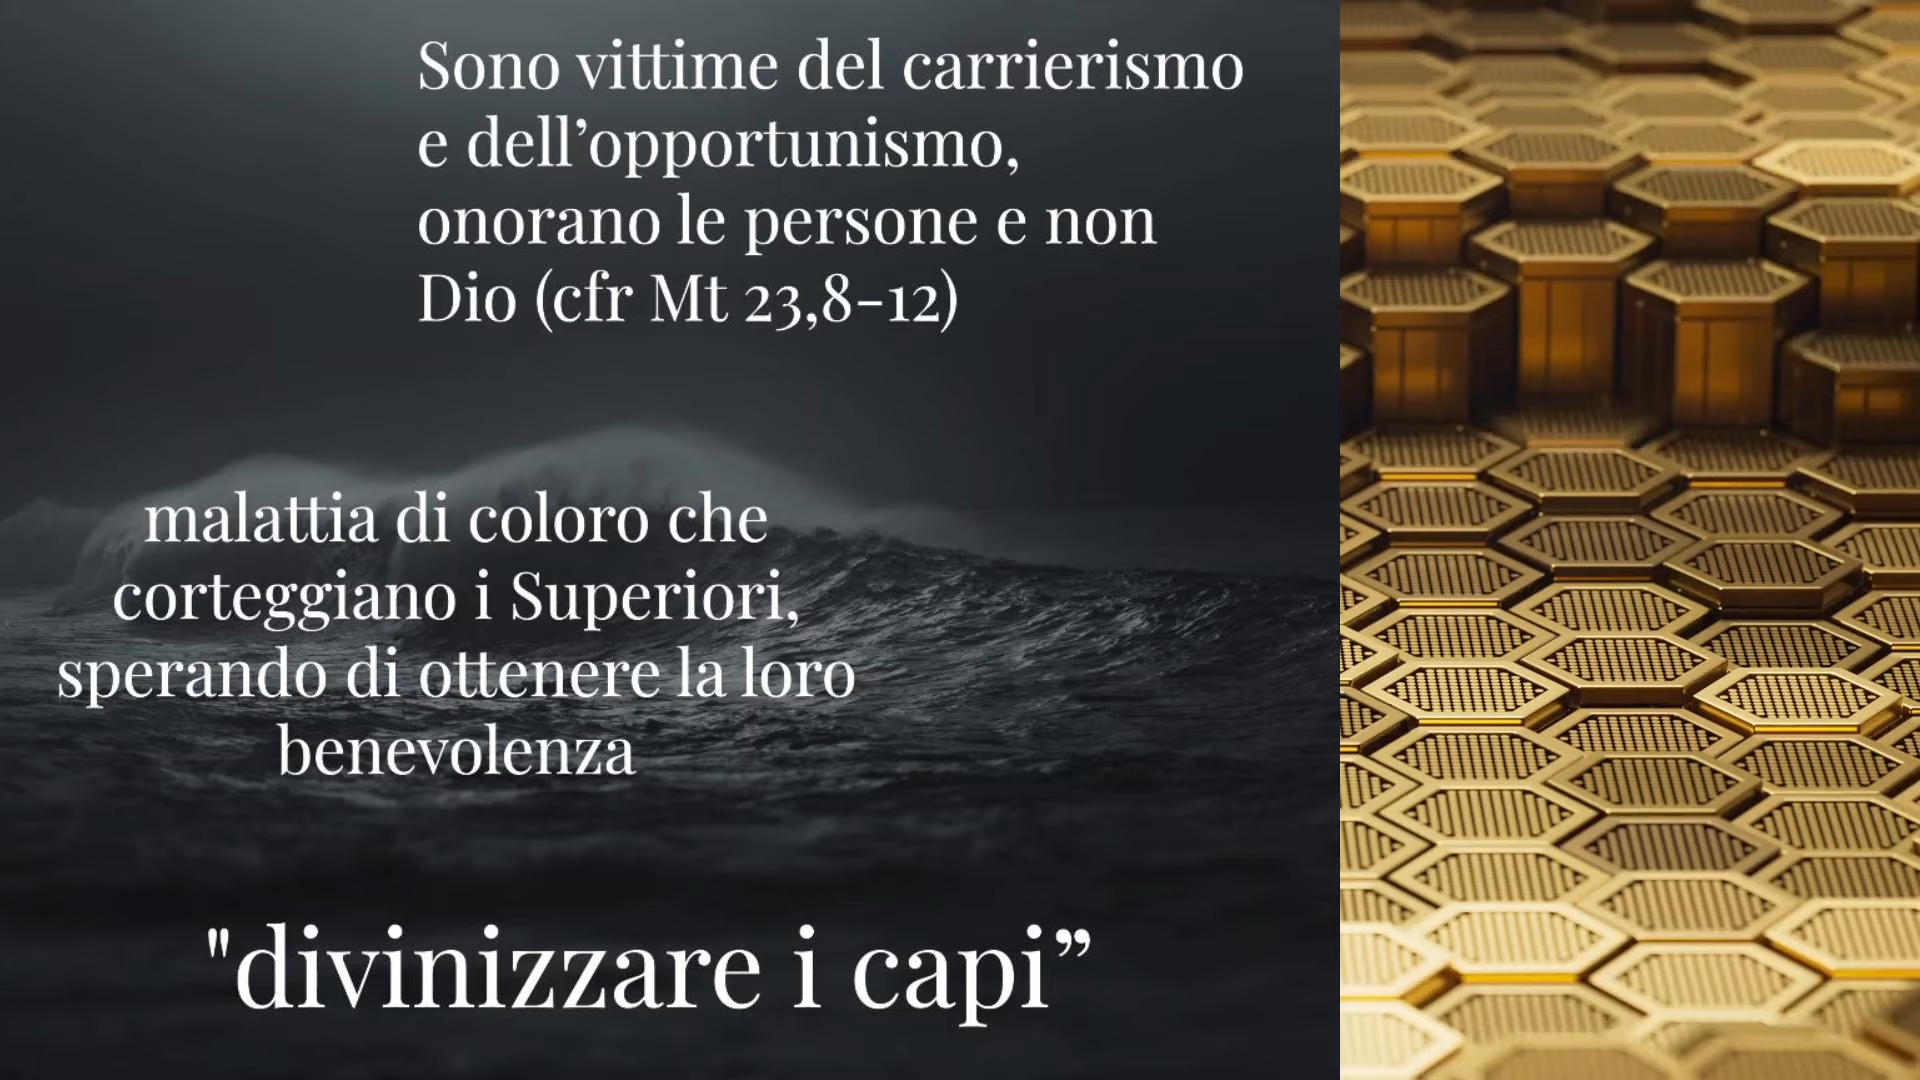 Sono vittime del carrierismo
e dell’opportunismo,
onorano le persone e non
Dio (cfr Mt 23,8-12)
malattia di coloro che
corteggiano i Superiori,
sperando di ottenere la loro
benevolenza
"divinizzare i capi”